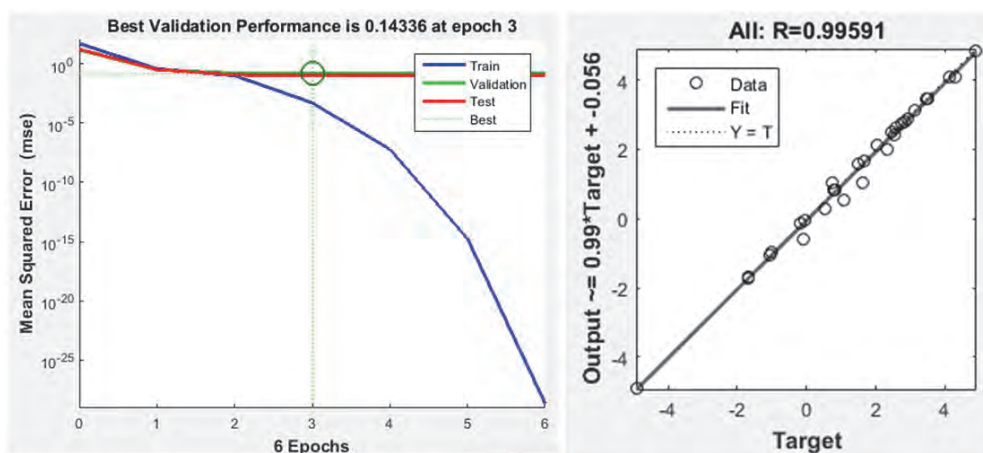 Best Validation Performance is 0.14336 at epoch 3
Mean Squared Error (mse)
10^0
10^-5
10^-10
10^-15
10^-20
10^-25
Train
Validation
Test
Best
0 1 2 3 4 5 6
6 Epochs
All: R=0.99591
Output ~= 0.99*Target + -0.056
4
2
0
-2
-4
Data
Fit
Y = T
-4 -2 0 2 4
Target